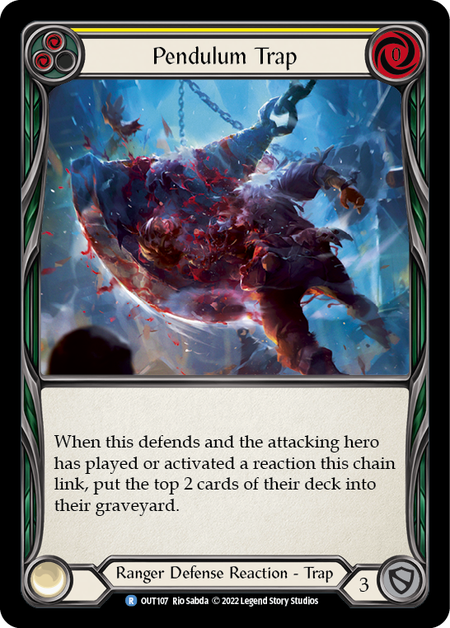 Pendulum Trap
0
When this defends and the attacking hero
has played or activated a reaction this chain
link, put the top 2 cards of their deck into
their graveyard.
Ranger Defense Reaction - Trap
3
R OUT107 Rio Sabda © 2022 Legend Story Studios